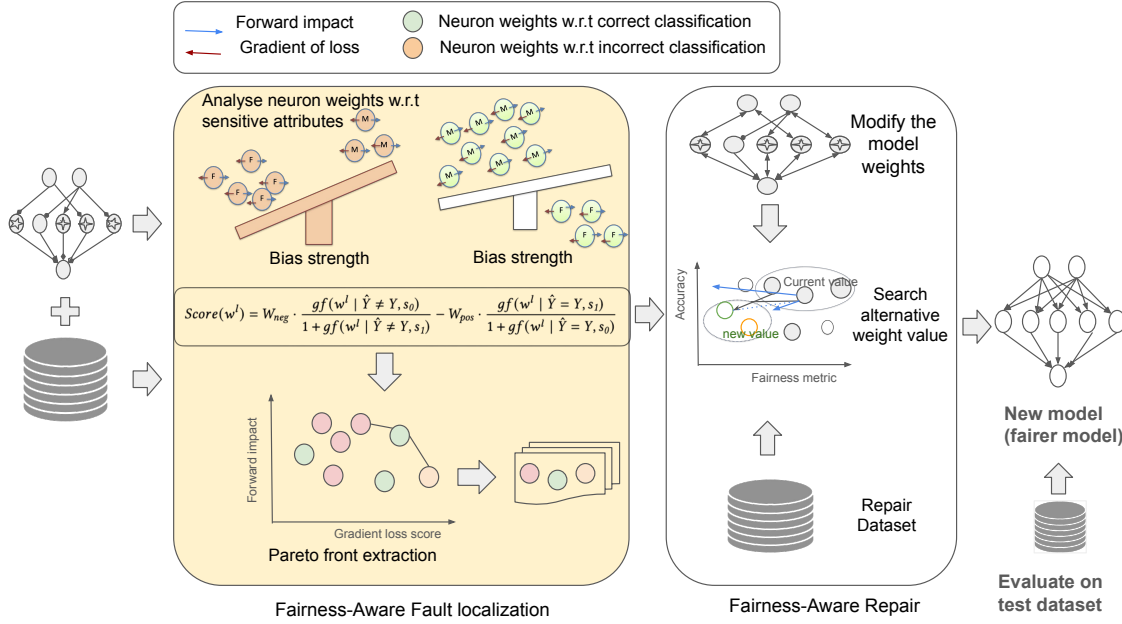 Forward impact
Gradient of loss
Neuron weights w.r.t correct classification
Neuron weights w.r.t incorrect classification
Analyse neuron weights w.r.t
sensitive attributes
M
M
M
F
F
F
F
F
F
Bias strength
M
M
M
M
M
M
M
M
M
M
F
F
F
F
Bias strength
Score(w^l) = W_neg · gf(w^l | Ŷ ≠ Y, s_0) / 1 + gf(w^l | Ŷ ≠ Y, s_1) − W_pos · gf(w^l | Ŷ = Y, s_1) / 1 + gf(w^l | Ŷ = Y, s_0)
Forward impact
Gradient loss score
Pareto front extraction
Fairness-Aware Fault localization
Modify the
model
weights
Accuracy
Current value
new value
Fairness metric
Search
alternative
weight value
Repair
Dataset
Fairness-Aware Repair
New model
(fairer model)
Evaluate on
test dataset